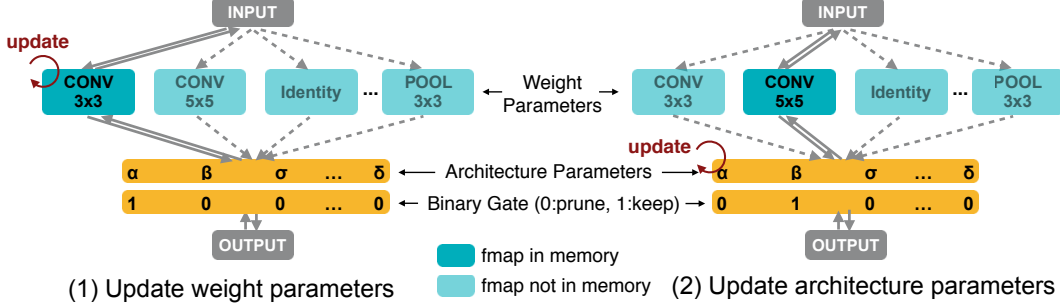 INPUT
update
CONV
3x3
CONV
5x5
Identity
...
POOL
3x3
α β σ ... δ
1 0 0 ... 0
OUTPUT
(1) Update weight parameters
Weight
Parameters
Architecture Parameters
Binary Gate (0:prune, 1:keep)
fmap in memory
fmap not in memory
INPUT
CONV
3x3
CONV
5x5
Identity
...
POOL
3x3
update
α β σ ... δ
0 1 0 ... 0
OUTPUT
(2) Update architecture parameters